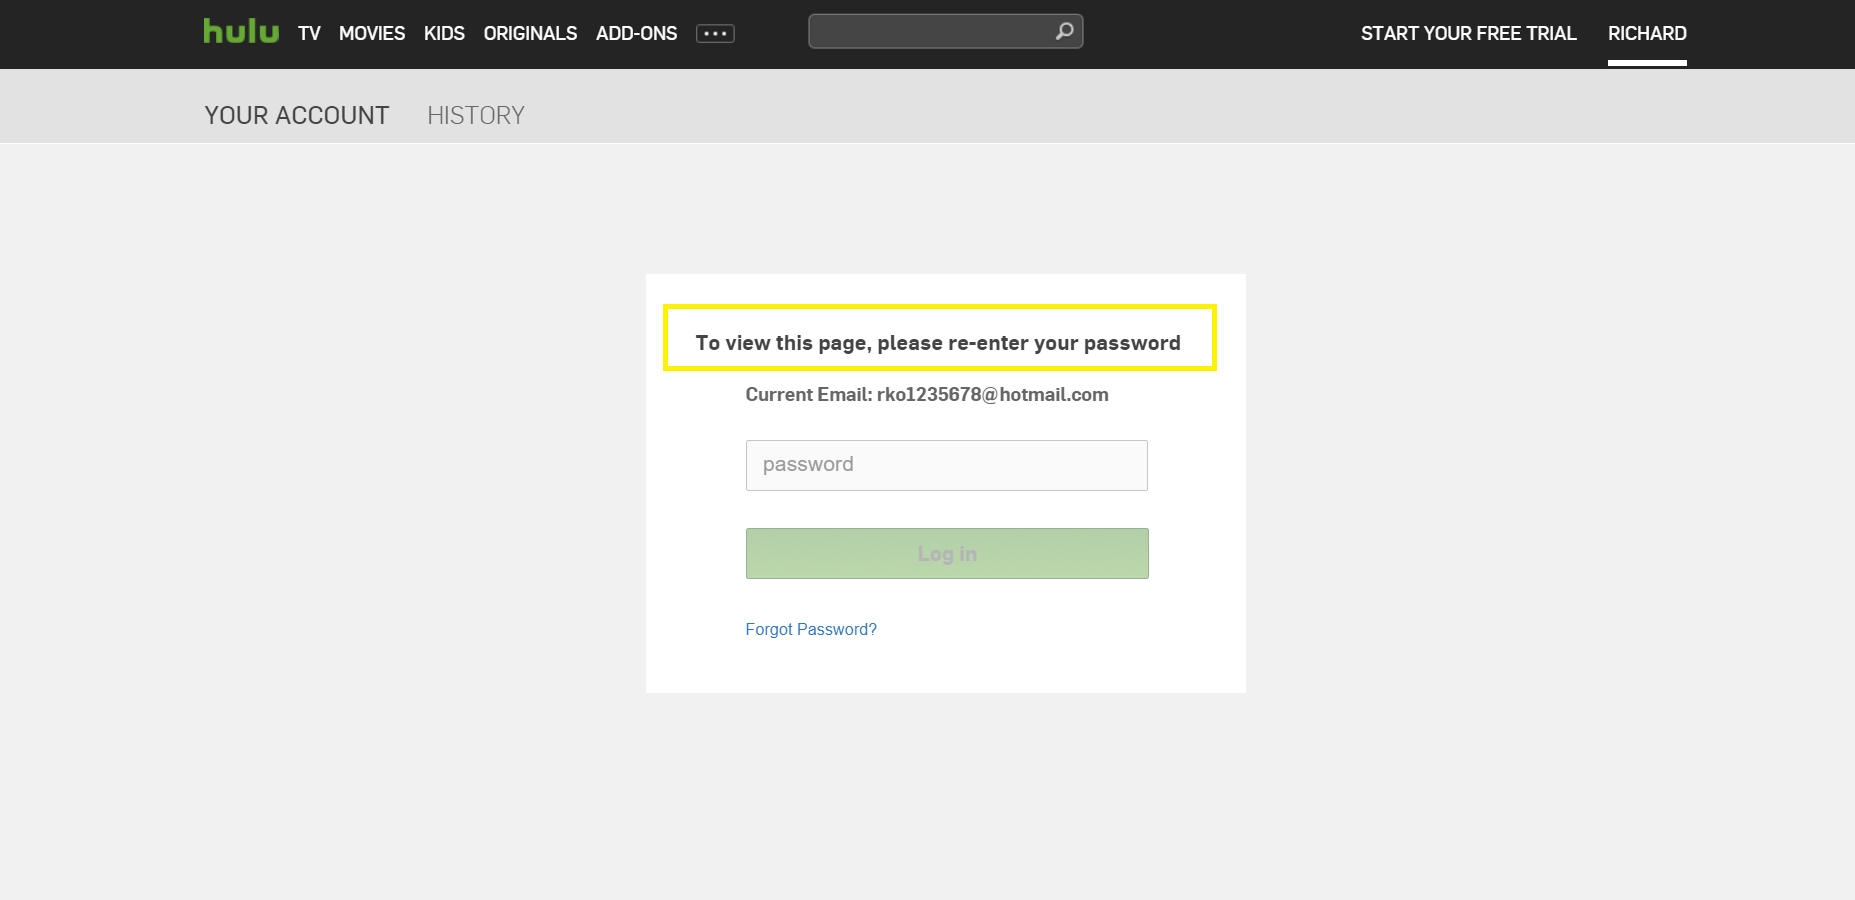 hulu TV MOVIES KIDS ORIGINALS ADD-ONS START YOUR FREE TRIAL RICHARD
YOUR ACCOUNT HISTORY
To view this page, please re-enter your password
Current Email: rko1235678@hotmail.com
password
Log in
Forgot Password?